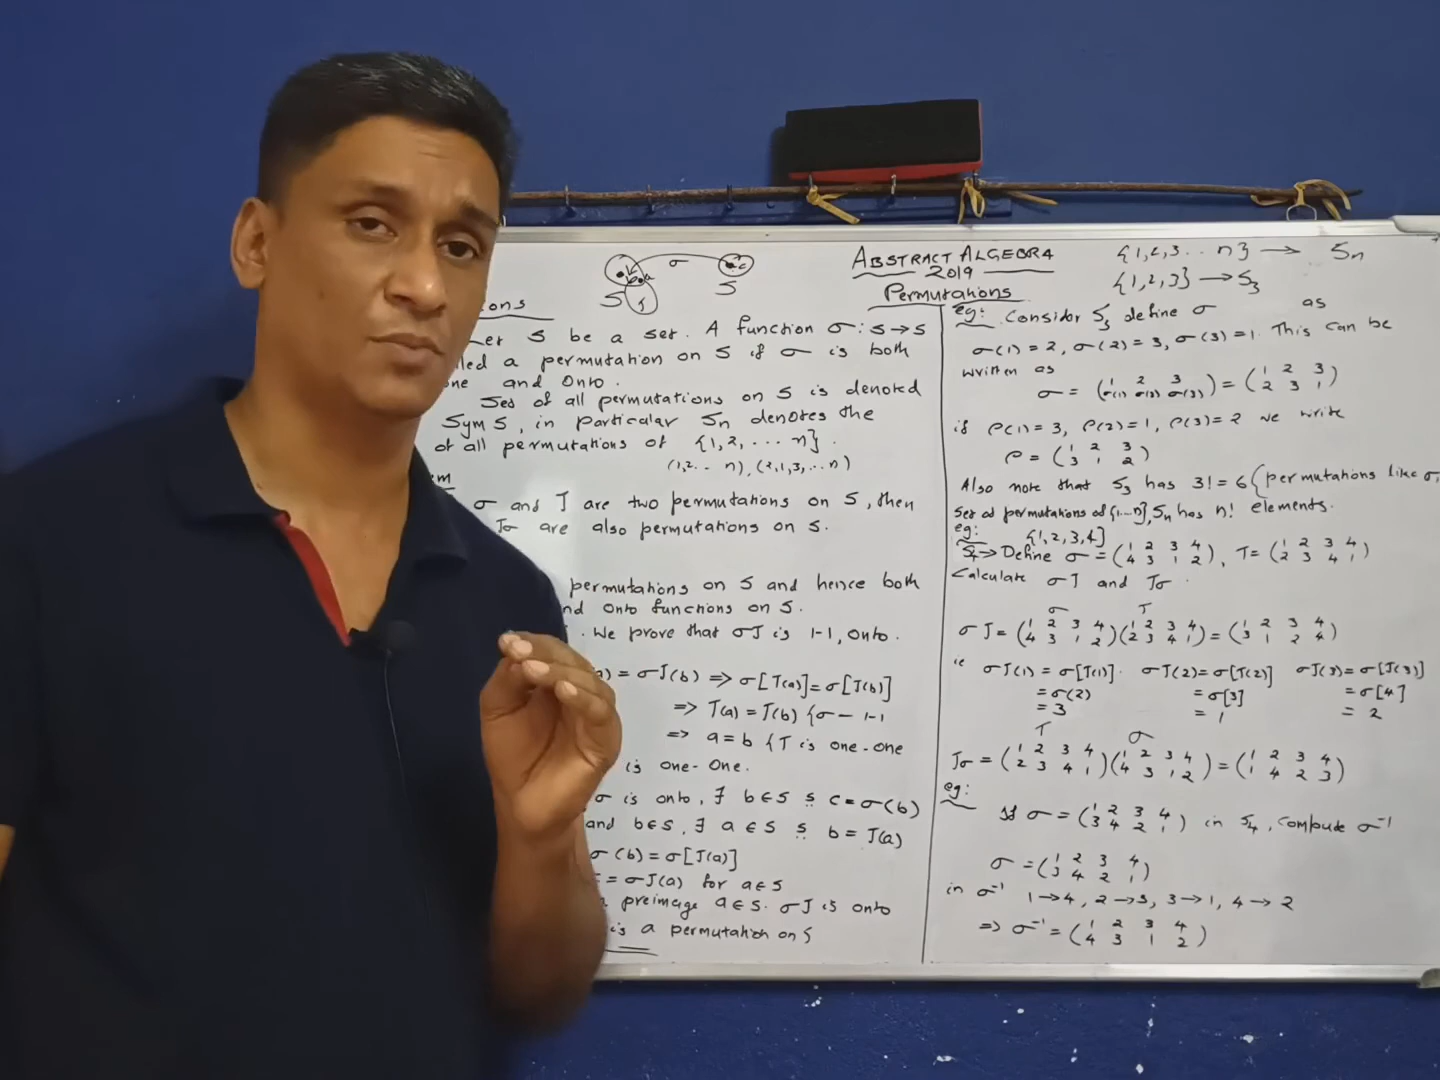 ABSTRACT ALGEBRA
2019
Permutations
{1,2,3 .. n} → Sn
{1,2,3} → S3
σ
S
S
T
ons
Let S be a set. A function σ : S → S
lled a permutation on S if σ is both
one and Onto.
Set of all permutations on S is denoted
Sym S, in particular Sn denotes the
of all permutations of {1, 2, ... n}.
(1,2.. n), (2,1,3,..n)
em
σ and T are two permutations on S, then
Tσ are also permutations on S.
permutations on S and hence both
nd Onto functions on S.
. We prove that σT is 1-1, Onto.
a) = σT(b) ⇒ σ[T(a)] = σ[T(b)]
⇒ T(a) = T(b) {σ - 1-1
⇒ a = b {T is one-one
is one-One.
σ is onto, ∃ b∈S s c = σ(b)
and b∈S, ∃ a∈S s b = T(a)
σ(b) = σ[T(a)]
= σT(a) for a∈S
preimage a∈S. σT is onto
is a permutation on S
eg: Consider S3 define σ as
σ(1) = 2, σ(2) = 3, σ(3) = 1. This can be
written as
σ = (1 2 3 / σ(1) σ(2) σ(3)) = (1 2 3 / 2 3 1)
if ρ(1) = 3, ρ(2) = 1, ρ(3) = 2 we write
ρ = (1 2 3 / 3 1 2)
Also note that S3 has 3! = 6 {permutations like σ,
set of permutations of {1...n}, Sn has n! elements.
eg: {1,2,3,4}
S4 → Define σ = (1 2 3 4 / 4 3 1 2), T = (1 2 3 4 / 2 3 4 1)
Calculate σT and Tσ.
σ T
σT = (1 2 3 4 / 4 3 1 2)(1 2 3 4 / 2 3 4 1) = (1 2 3 4 / 3 1 2 4)
ie σT(1) = σ[T(1)]. σT(2) = σ[T(2)] σT(3) = σ[T(3)]
= σ(2) = σ[3] = σ[4]
= 3 = 1 = 2
T σ
Tσ = (1 2 3 4 / 2 3 4 1)(1 2 3 4 / 4 3 1 2) = (1 2 3 4 / 1 4 2 3)
eg:
If σ = (1 2 3 4 / 3 4 2 1) in S4, compute σ⁻¹
σ = (1 2 3 4 / 3 4 2 1)
in σ⁻¹ 1→4, 2→3, 3→1, 4→2
⇒ σ⁻¹ = (1 2 3 4 / 4 3 1 2)